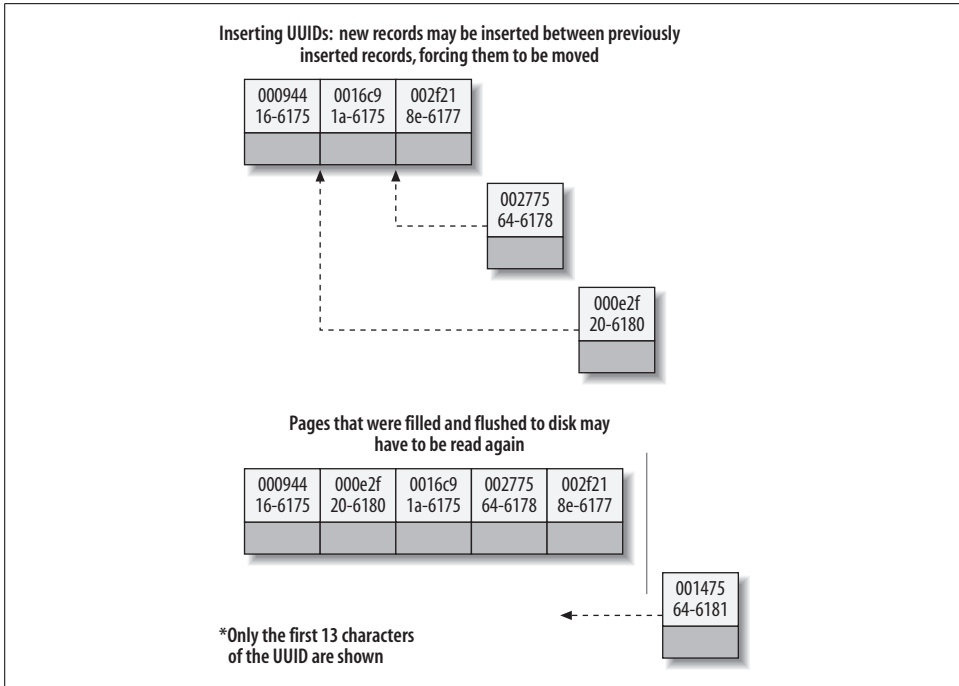 Inserting UUIDs: new records may be inserted between previously
inserted records, forcing them to be moved
000944 0016c9 002f21
16-6175 1a-6175 8e-6177
002775
64-6178
000e2f
20-6180
Pages that were filled and flushed to disk may
have to be read again
000944 000e2f 0016c9 002775 002f21
16-6175 20-6180 1a-6175 64-6178 8e-6177
001475
64-6181
*Only the first 13 characters
of the UUID are shown